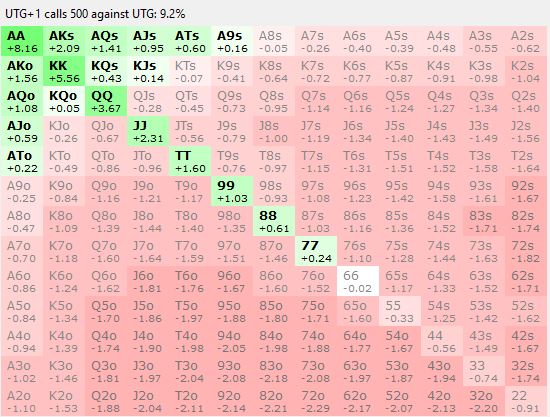 UTG+1 calls 500 against UTG: 9.2%
AA AKs AQs AJs ATs A9s A8s A7s A6s A5s A4s A3s A2s
+8.16 +2.09 +1.41 +0.95 +0.60 +0.16 -0.05 -0.26 -0.40 -0.39 -0.48 -0.55 -0.62
AKo KK KQs KJs KTs K9s K8s K7s K6s K5s K4s K3s K2s
+1.56 +5.56 +0.43 +0.14 -0.07 -0.41 -0.64 -0.72 -0.77 -0.87 -0.91 -0.98 -1.04
AQo KQo QQ QJs QTs Q9s Q8s Q7s Q6s Q5s Q4s Q3s Q2s
+1.08 +0.05 +3.67 -0.28 -0.45 -0.73 -0.95 -1.14 -1.16 -1.24 -1.27 -1.34 -1.40
AJo KJo QJo JJ JTs J9s J8s J7s J6s J5s J4s J3s J2s
+0.59 -0.26 -0.67 +2.31 -0.56 -0.79 -1.00 -1.19 -1.34 -1.40 -1.43 -1.49 -1.56
ATo KTo QTo JTo TT T9s T8s T7s T6s T5s T4s T3s T2s
+0.22 -0.49 -0.86 -0.96 +1.60 -0.76 -0.97 -1.15 -1.31 -1.51 -1.52 -1.58 -1.64
A9o K9o Q9o J9o T9o 99 98s 97s 96s 95s 94s 93s 92s
-0.25 -0.84 -1.16 -1.21 -1.17 +1.03 -0.93 -1.08 -1.23 -1.42 -1.58 -1.61 -1.67
A8o K8o Q8o J8o T8o 98o 88 87s 86s 85s 84s 83s 82s
-0.47 -1.09 -1.39 -1.44 -1.40 -1.35 +0.61 -1.03 -1.16 -1.36 -1.52 -1.71 -1.74
A7o K7o Q7o J7o T7o 97o 87o 77 76s 75s 74s 73s 72s
-0.70 -1.18 -1.60 -1.64 -1.59 -1.51 -1.46 +0.24 -1.10 -1.28 -1.44 -1.63 -1.82
A6o K6o Q6o J6o T6o 96o 86o 76o 66 65s 64s 63s 62s
-0.86 -1.24 -1.62 -1.81 -1.76 -1.67 -1.60 -1.52 -0.02 -1.17 -1.33 -1.52 -1.71
A5o K5o Q5o J5o T5o 95o 85o 75o 65o 55 54s 53s 52s
-0.84 -1.34 -1.70 -1.86 -1.97 -1.88 -1.80 -1.71 -1.60 -0.33 -1.25 -1.42 -1.62
A4o K4o Q4o J4o T4o 94o 84o 74o 64o 54o 44 43s 42s
-0.94 -1.39 -1.74 -1.90 -1.98 -2.05 -1.98 -1.88 -1.77 -1.67 -0.56 -1.49 -1.67
A3o K3o Q3o J3o T3o 93o 83o 73o 63o 53o 43o 33 32s
-1.02 -1.46 -1.81 -1.97 -2.04 -2.08 -2.18 -2.08 -1.97 -1.87 -1.94 -0.74 -1.74
A2o K2o Q2o J2o T2o 92o 82o 72o 62o 52o 42o 32o 22
-1.10 -1.53 -1.88 -2.04 -2.11 -2.14 -2.21 -2.29 -2.17 -2.07 -2.13 -2.20 -0.91